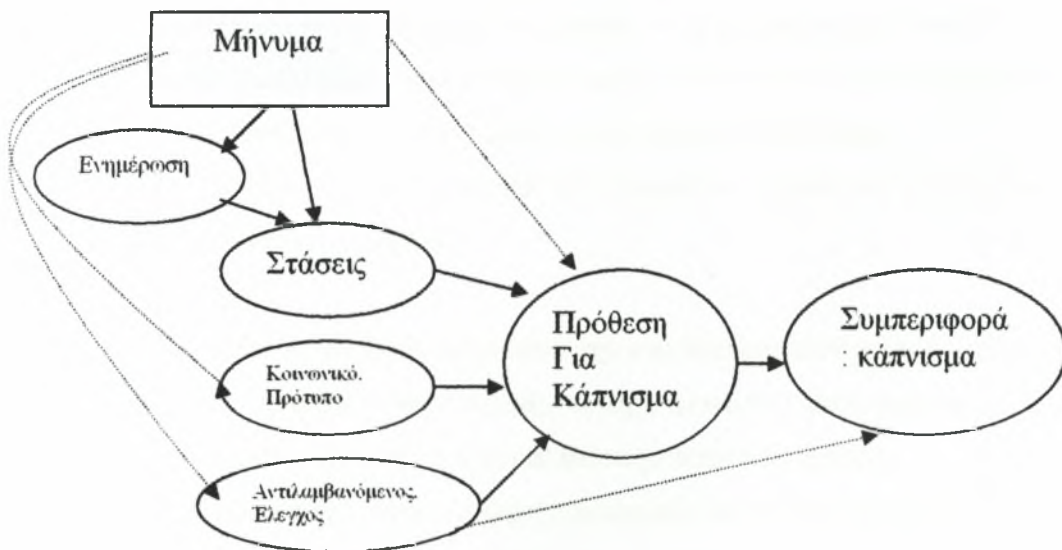 Μήνυμα
Ενημέρωση
Στάσεις
Κοινωνικό.
Πρότυπο
Αντιλαμβανόμενος.
Έλεγχος
Πρόθεση
Για
Κάπνισμα
Συμπεριφορά
: κάπνισμα